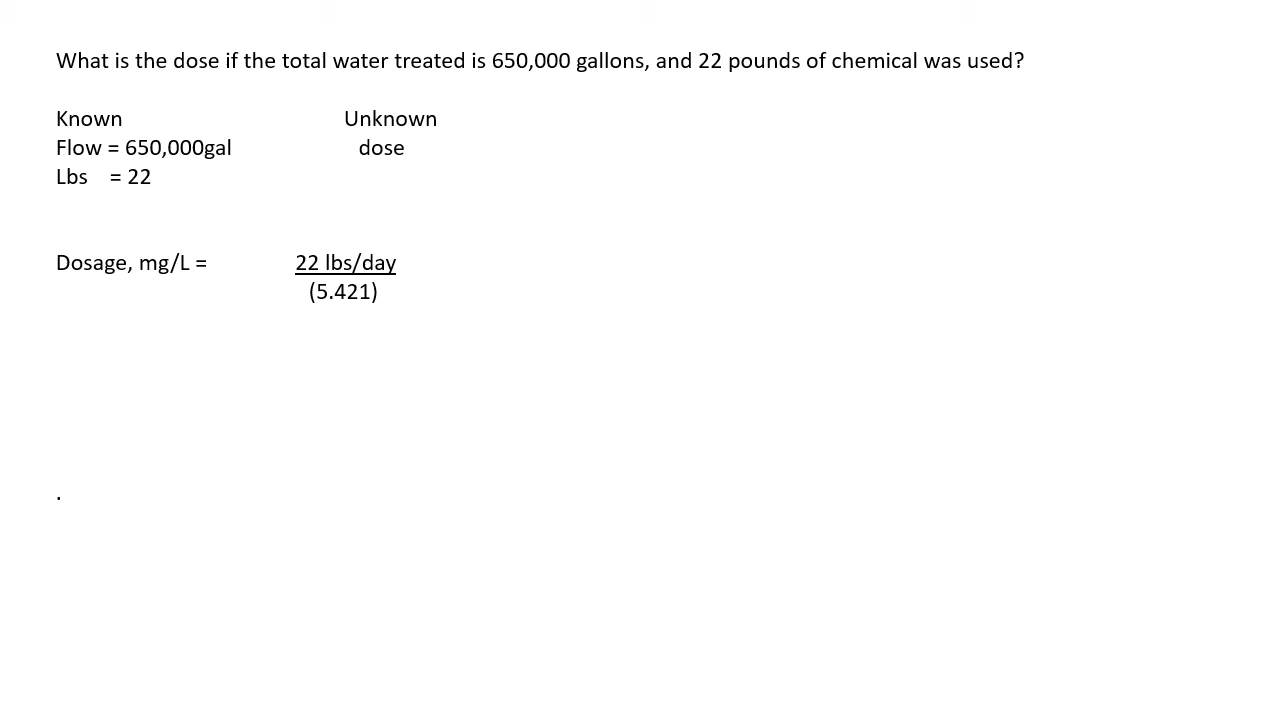 What is the dose if the total water treated is 650,000 gallons, and 22 pounds of chemical was used?
Known Unknown
Flow = 650,000gal dose
Lbs = 22
Dosage, mg/L = 22 lbs/day
(5.421)
.